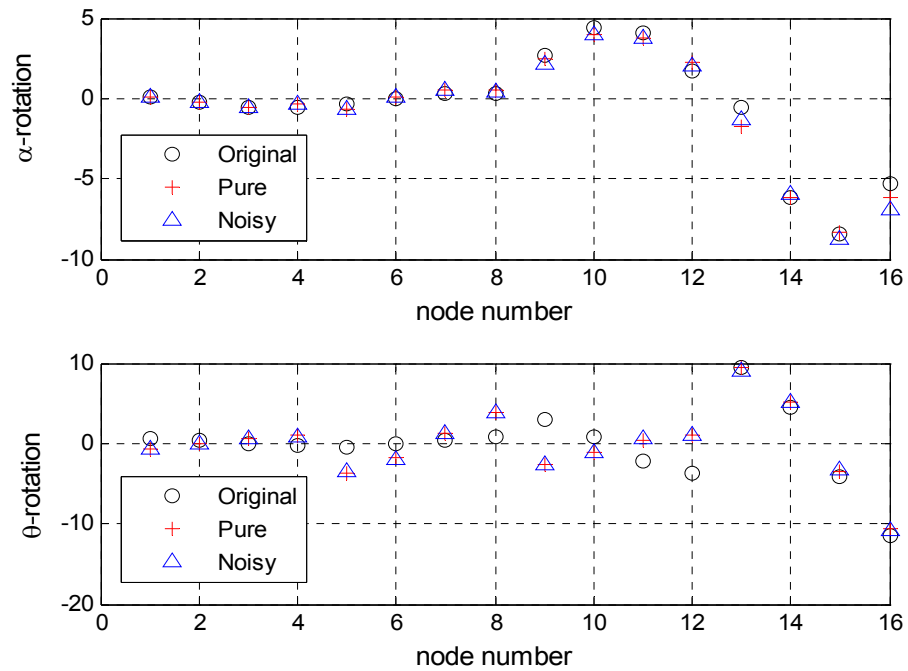 5
0
-5
-10
α-rotation
Original
Pure
Noisy
0 2 4 6 8 10 12 14 16
node number
10
0
-10
-20
θ-rotation
Original
Pure
Noisy
0 2 4 6 8 10 12 14 16
node number